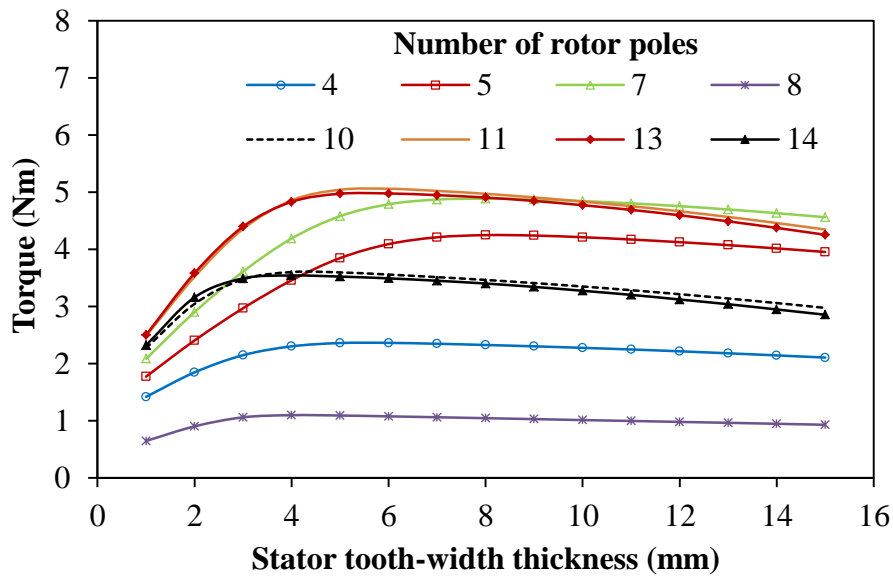 8
7
6
5
4
3
2
1
0
Torque (Nm)
Number of rotor poles
4 5 7 8
10 11 13 14
0 2 4 6 8 10 12 14 16
Stator tooth-width thickness (mm)